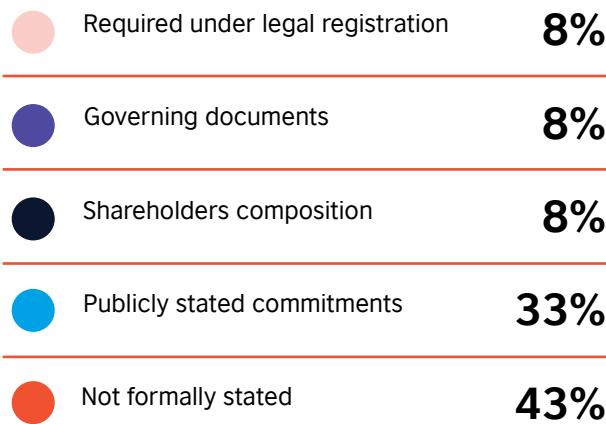 Required under legal registration 8%
Governing documents 8%
Shareholders composition 8%
Publicly stated commitments 33%
Not formally stated 43%